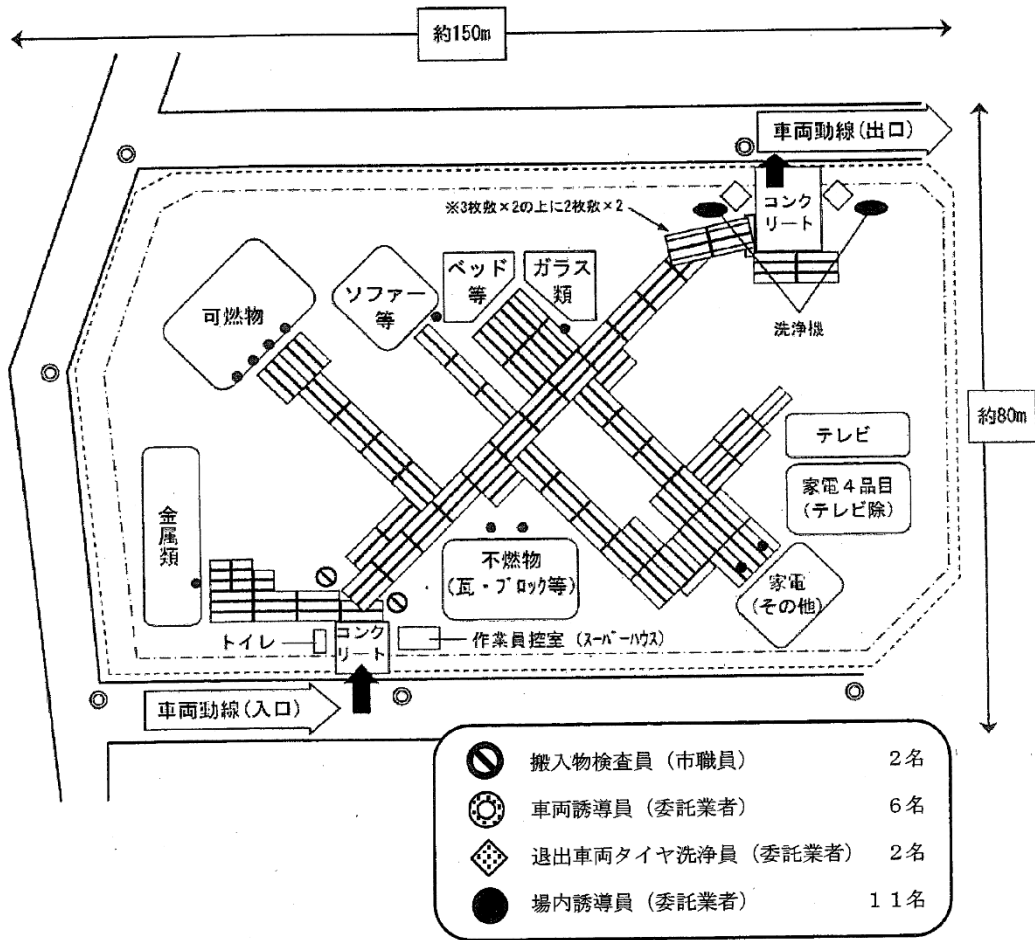 約150m
車両動線(出口)
※3枚敷×2の上に2枚敷×2
コンク
リート
ベッド
等
ガラス
類
ソファー
等
可燃物
洗浄機
約80m
テレビ
家電4品目
(テレビ除)
金属類
不燃物
(瓦・ブロック等)
家電
(その他)
トイレ
コンク
リート
作業員控室(スーパーハウス)
車両動線(入口)
搬入物検査員(市職員) 2名
車両誘導員(委託業者) 6名
退出車両タイヤ洗浄員(委託業者) 2名
場内誘導員(委託業者) 11名